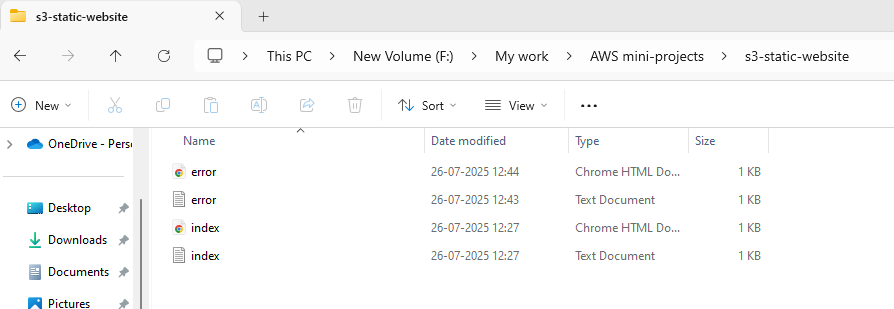 s3-static-website
This PC > New Volume (F:) > My work > AWS mini-projects > s3-static-website
New Sort View
Name Date modified Type Size
OneDrive - Perso
error 26-07-2025 12:44 Chrome HTML Do... 1 KB
error 26-07-2025 12:43 Text Document 1 KB
Desktop
index 26-07-2025 12:27 Chrome HTML Do... 1 KB
Downloads
index 26-07-2025 12:27 Text Document 1 KB
Documents
Pictures